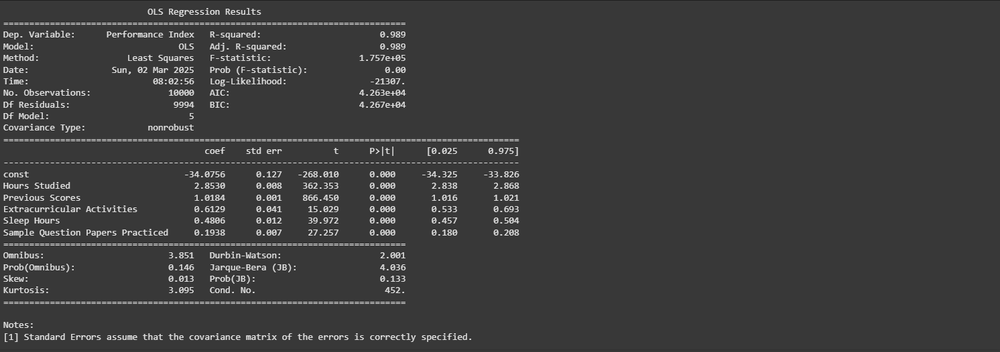 OLS Regression Results
==============================================================================
Dep. Variable:      Performance Index   R-squared:                       0.989
Model:                            OLS   Adj. R-squared:                  0.989
Method:                 Least Squares   F-statistic:                 1.757e+05
Date:                Sun, 02 Mar 2025   Prob (F-statistic):               0.00
Time:                        08:02:56   Log-Likelihood:                -21307.
No. Observations:               10000   AIC:                         4.263e+04
Df Residuals:                    9994   BIC:                         4.267e+04
Df Model:                           5
Covariance Type:            nonrobust
====================================================================================================
                                       coef    std err          t      P>|t|      [0.025      0.975]
----------------------------------------------------------------------------------------------------
const                              -34.0756      0.127   -268.010      0.000     -34.325     -33.826
Hours Studied                        2.8530      0.008    362.353      0.000       2.838       2.868
Previous Scores                      1.0184      0.001    866.450      0.000       1.016       1.021
Extracurricular Activities           0.6129      0.041     15.029      0.000       0.533       0.693
Sleep Hours                          0.4806      0.012     39.972      0.000       0.457       0.504
Sample Question Papers Practiced     0.1938      0.007     27.257      0.000       0.180       0.208
==============================================================================
Omnibus:                        3.851   Durbin-Watson:                   2.001
Prob(Omnibus):                  0.146   Jarque-Bera (JB):                4.036
Skew:                           0.013   Prob(JB):                        0.133
Kurtosis:                       3.095   Cond. No.                         452.
==============================================================================

Notes:
[1] Standard Errors assume that the covariance matrix of the errors is correctly specified.